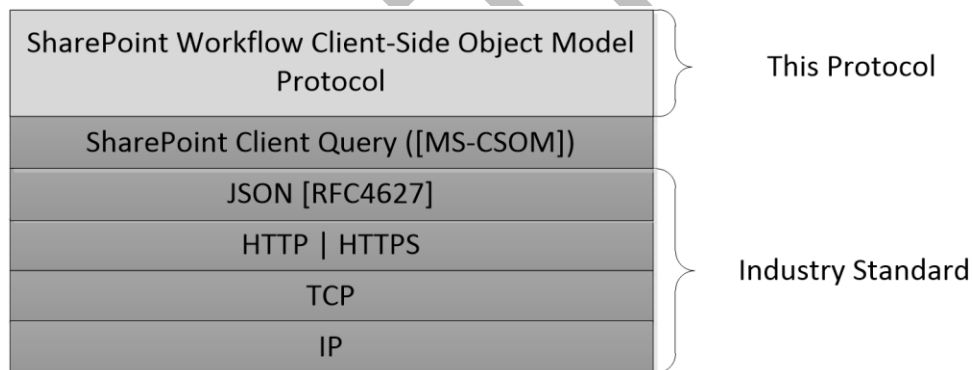 SharePoint Workflow Client-Side Object Model
Protocol
This Protocol
SharePoint Client Query ([MS-CSOM])
JSON [RFC4627]
HTTP | HTTPS
TCP
IP
Industry Standard